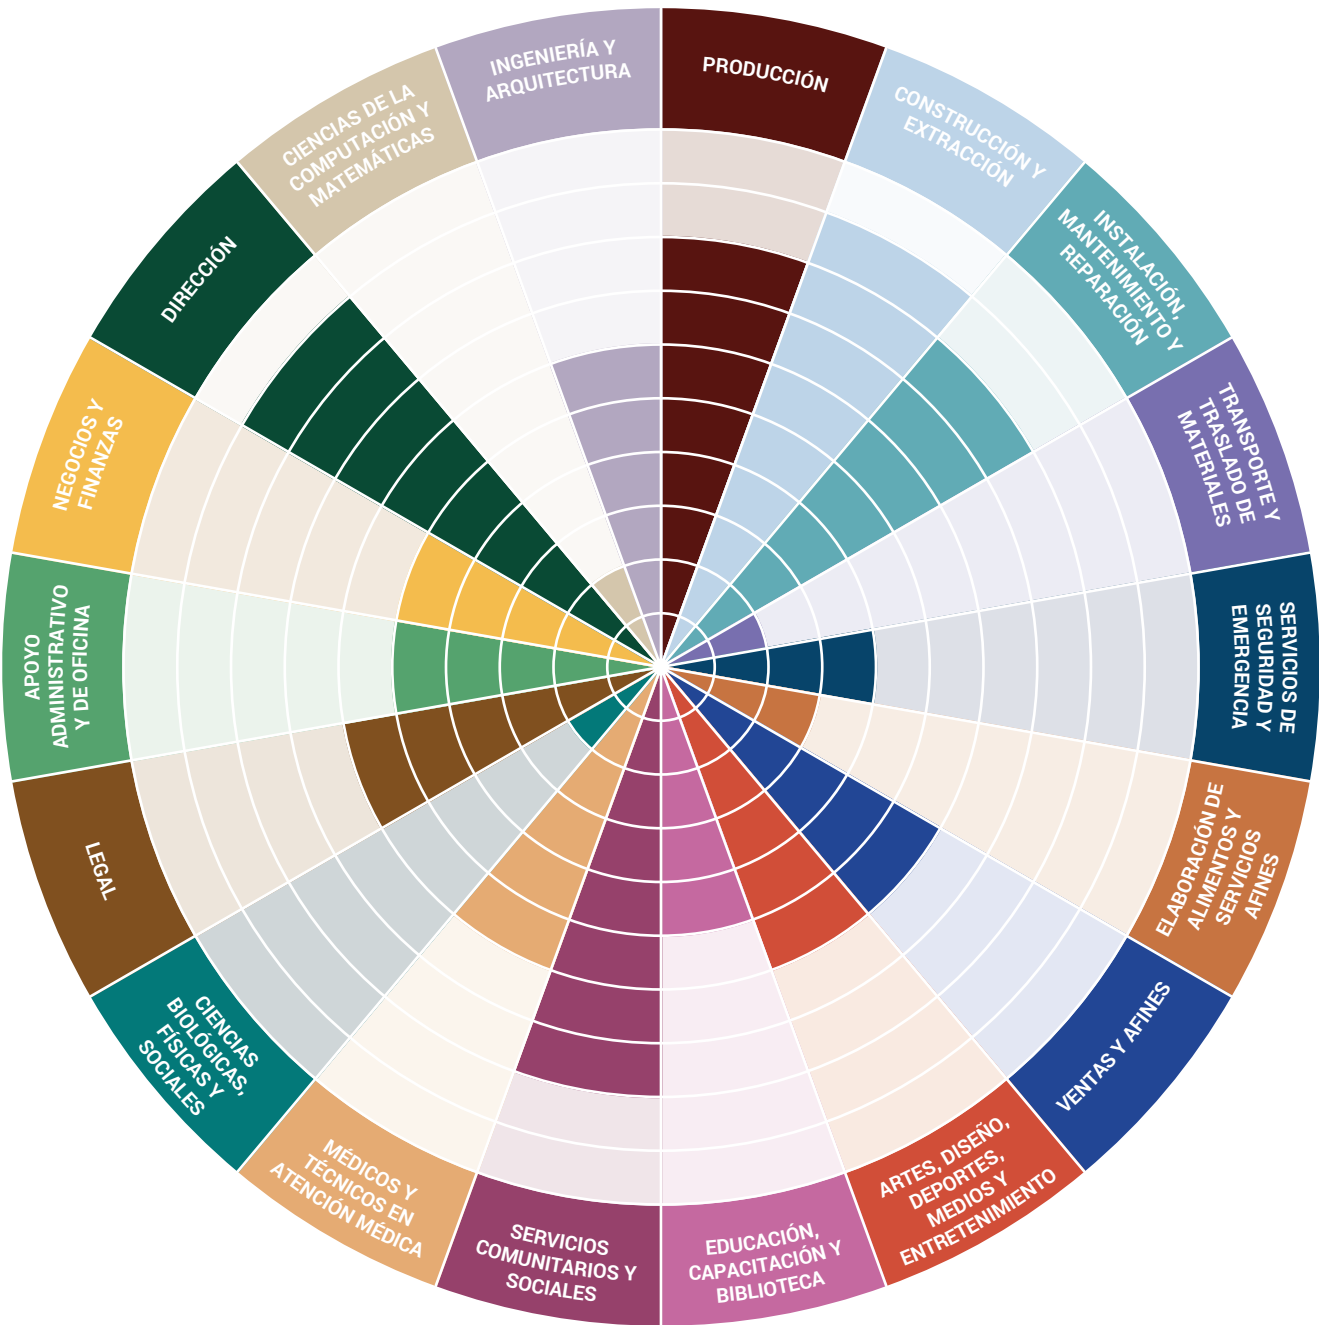 PRODUCCIÓN
CONSTRUCCIÓN Y
EXTRACCIÓN
INSTALACIÓN,
MANTENIMIENTO Y
REPARACIÓN
TRANSPORTE Y
TRASLADO DE
MATERIALES
SERVICIOS DE
SEGURIDAD Y
EMERGENCIA
ELABORACIÓN DE
ALIMENTOS Y
SERVICIOS
AFINES
VENTAS Y AFINES
ARTES, DISEÑO,
DEPORTES,
MEDIOS Y
ENTRETENIMIENTO
EDUCACIÓN,
CAPACITACIÓN Y
BIBLIOTECA
SERVICIOS
COMUNITARIOS Y
SOCIALES
MÉDICOS Y
TÉCNICOS EN
ATENCIÓN MÉDICA
CIENCIAS
BIOLÓGICAS,
FÍSICAS Y
SOCIALES
LEGAL
APOYO
ADMINISTRATIVO
Y DE OFICINA
NEGOCIOS Y
FINANZAS
DIRECCIÓN
CIENCIAS DE LA
COMPUTACIÓN Y
MATEMÁTICAS
INGENIERÍA Y
ARQUITECTURA